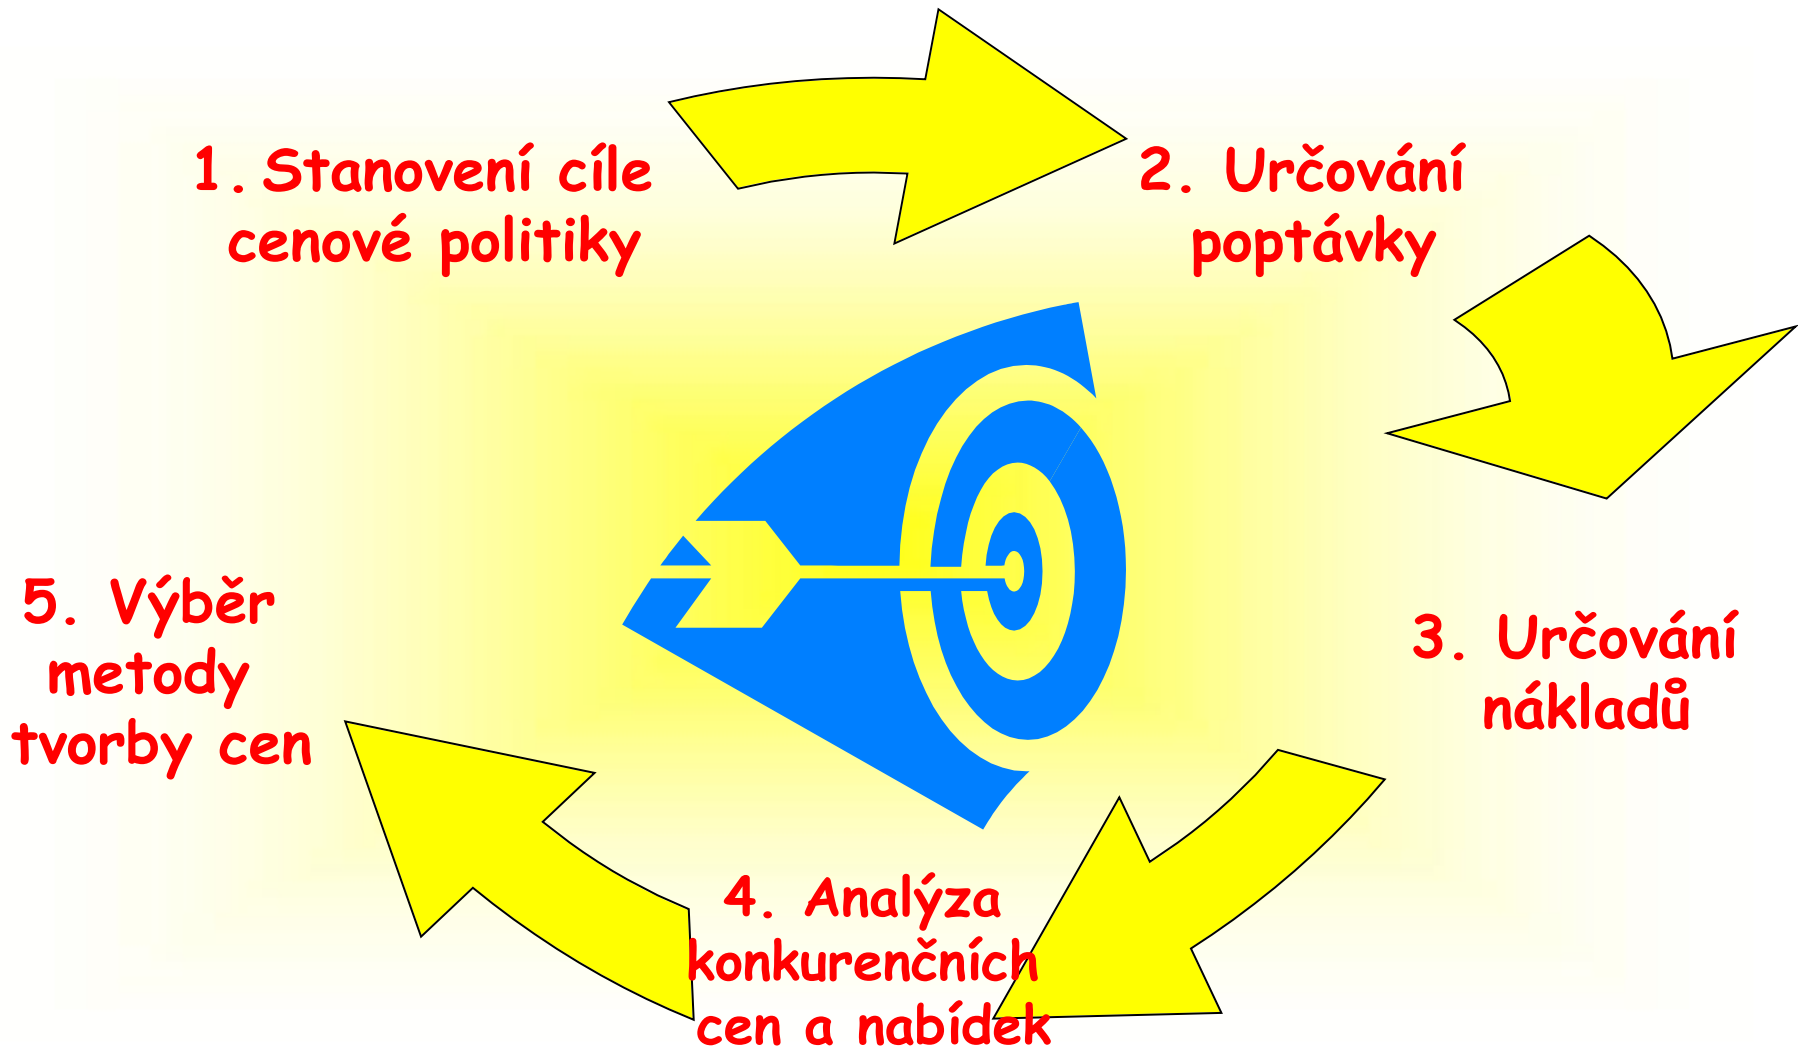 1. Stanovení cíle
cenové politiky
2. Určování
poptávky
3. Určování
nákladů
4. Analýza
konkurenčních
cen a nabídek
5. Výběr
metody
tvorby cen